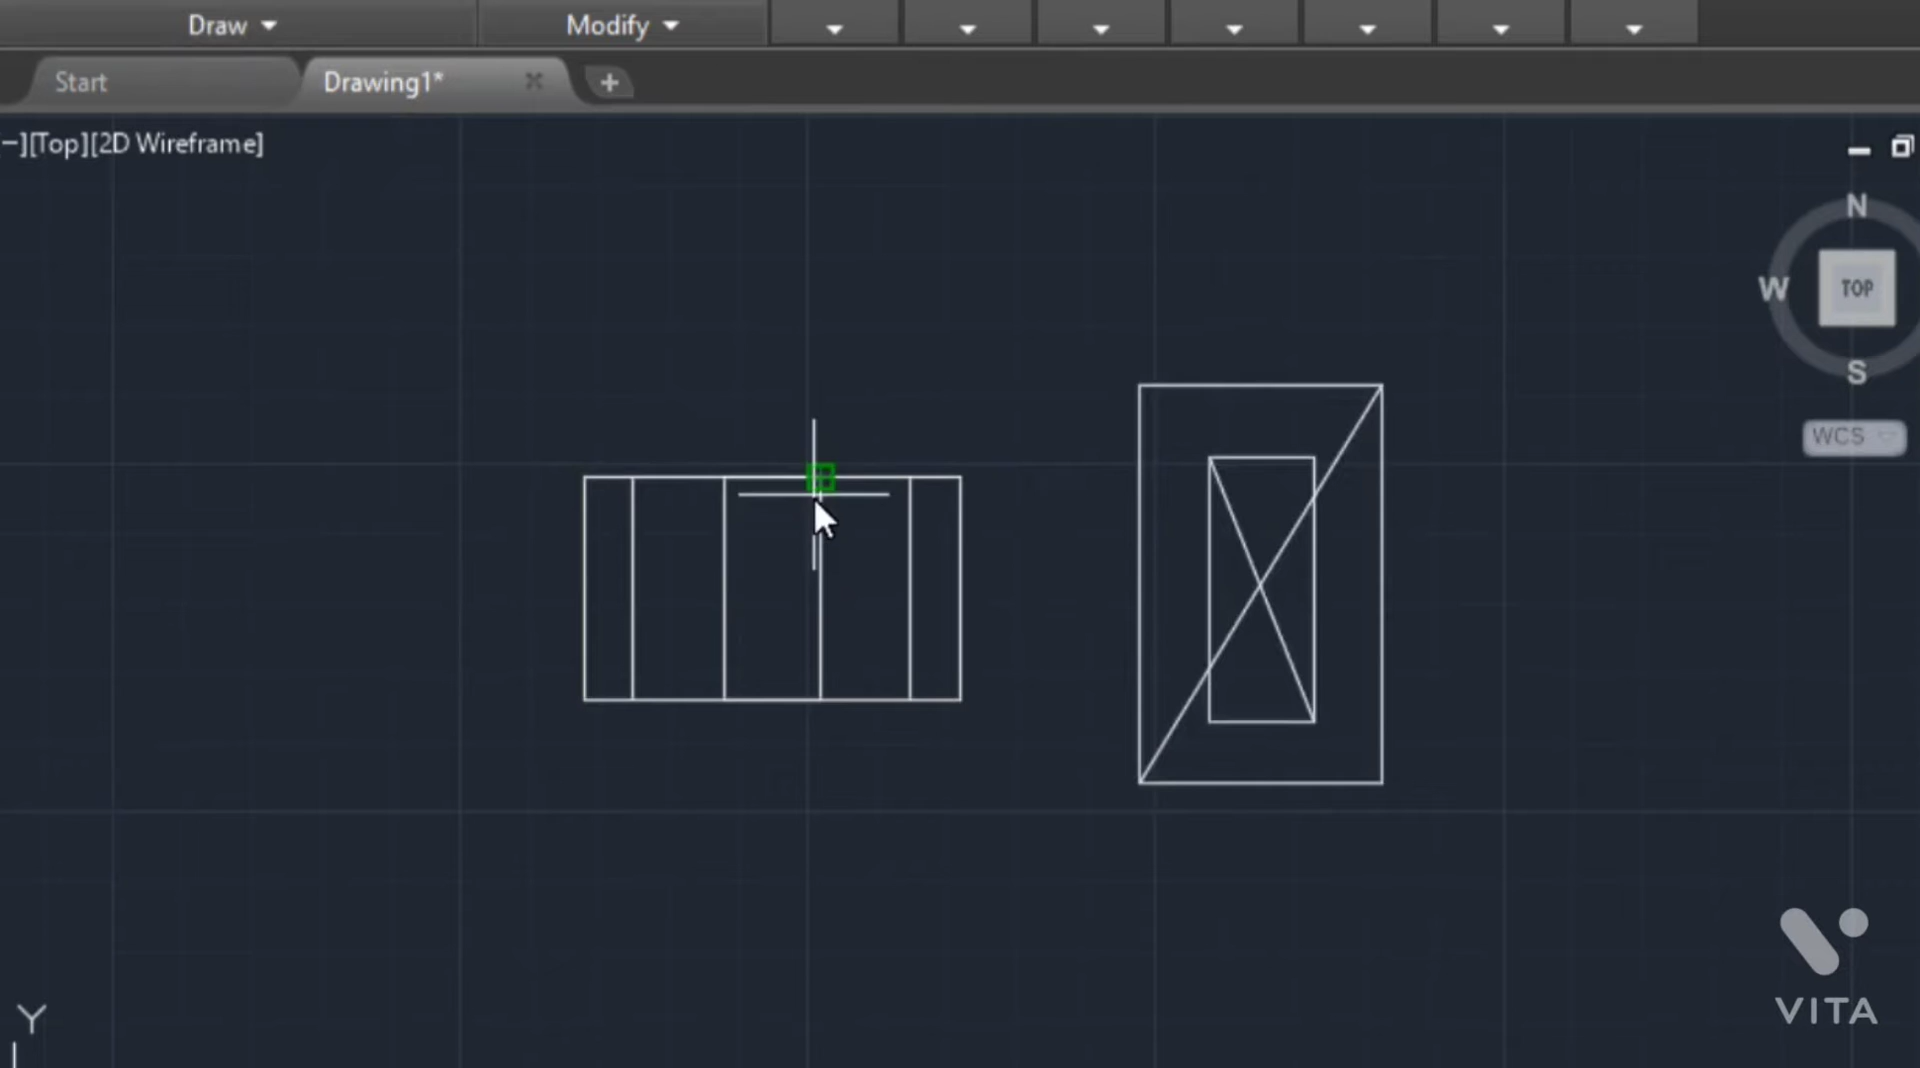 Draw
Modify
Start
Drawing1*
+
−][Top][2D Wireframe]
N
W
TOP
S
WCS
Y
VITA